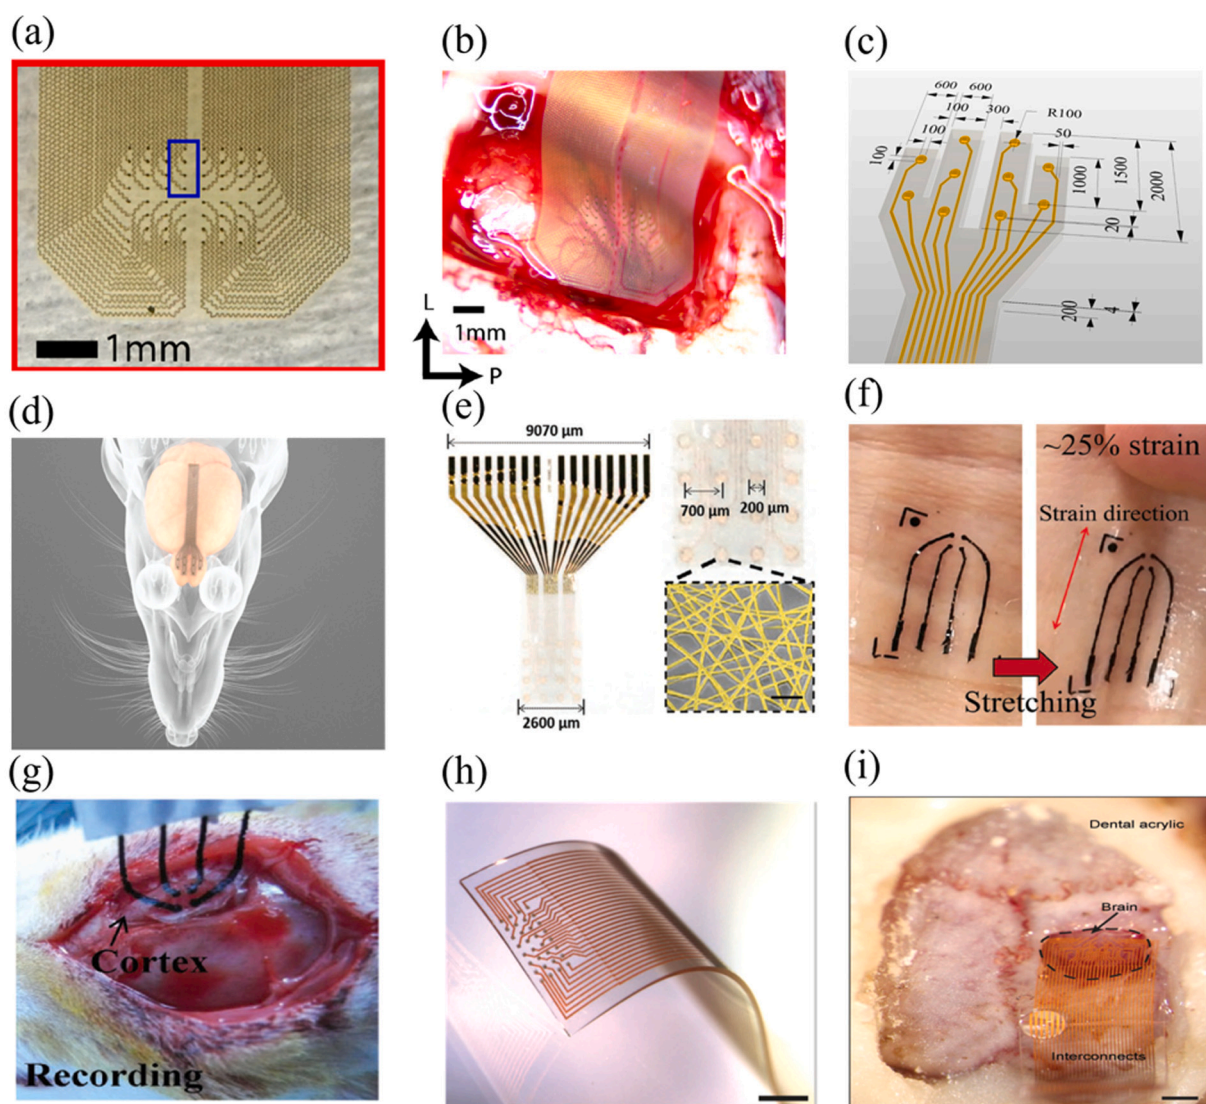 (a)
1mm
(b)
L
1mm
P
(c)
600
600
100
300
R100
100
50
100
1000
1500
2000
20
200
4
(d)
(e)
9070 µm
700 µm
200 µm
2600 µm
(f)
~25% strain
Strain direction
Stretching
(g)
Cortex
Recording
(h)
(i)
Dental acrylic
Brain
Interconnects